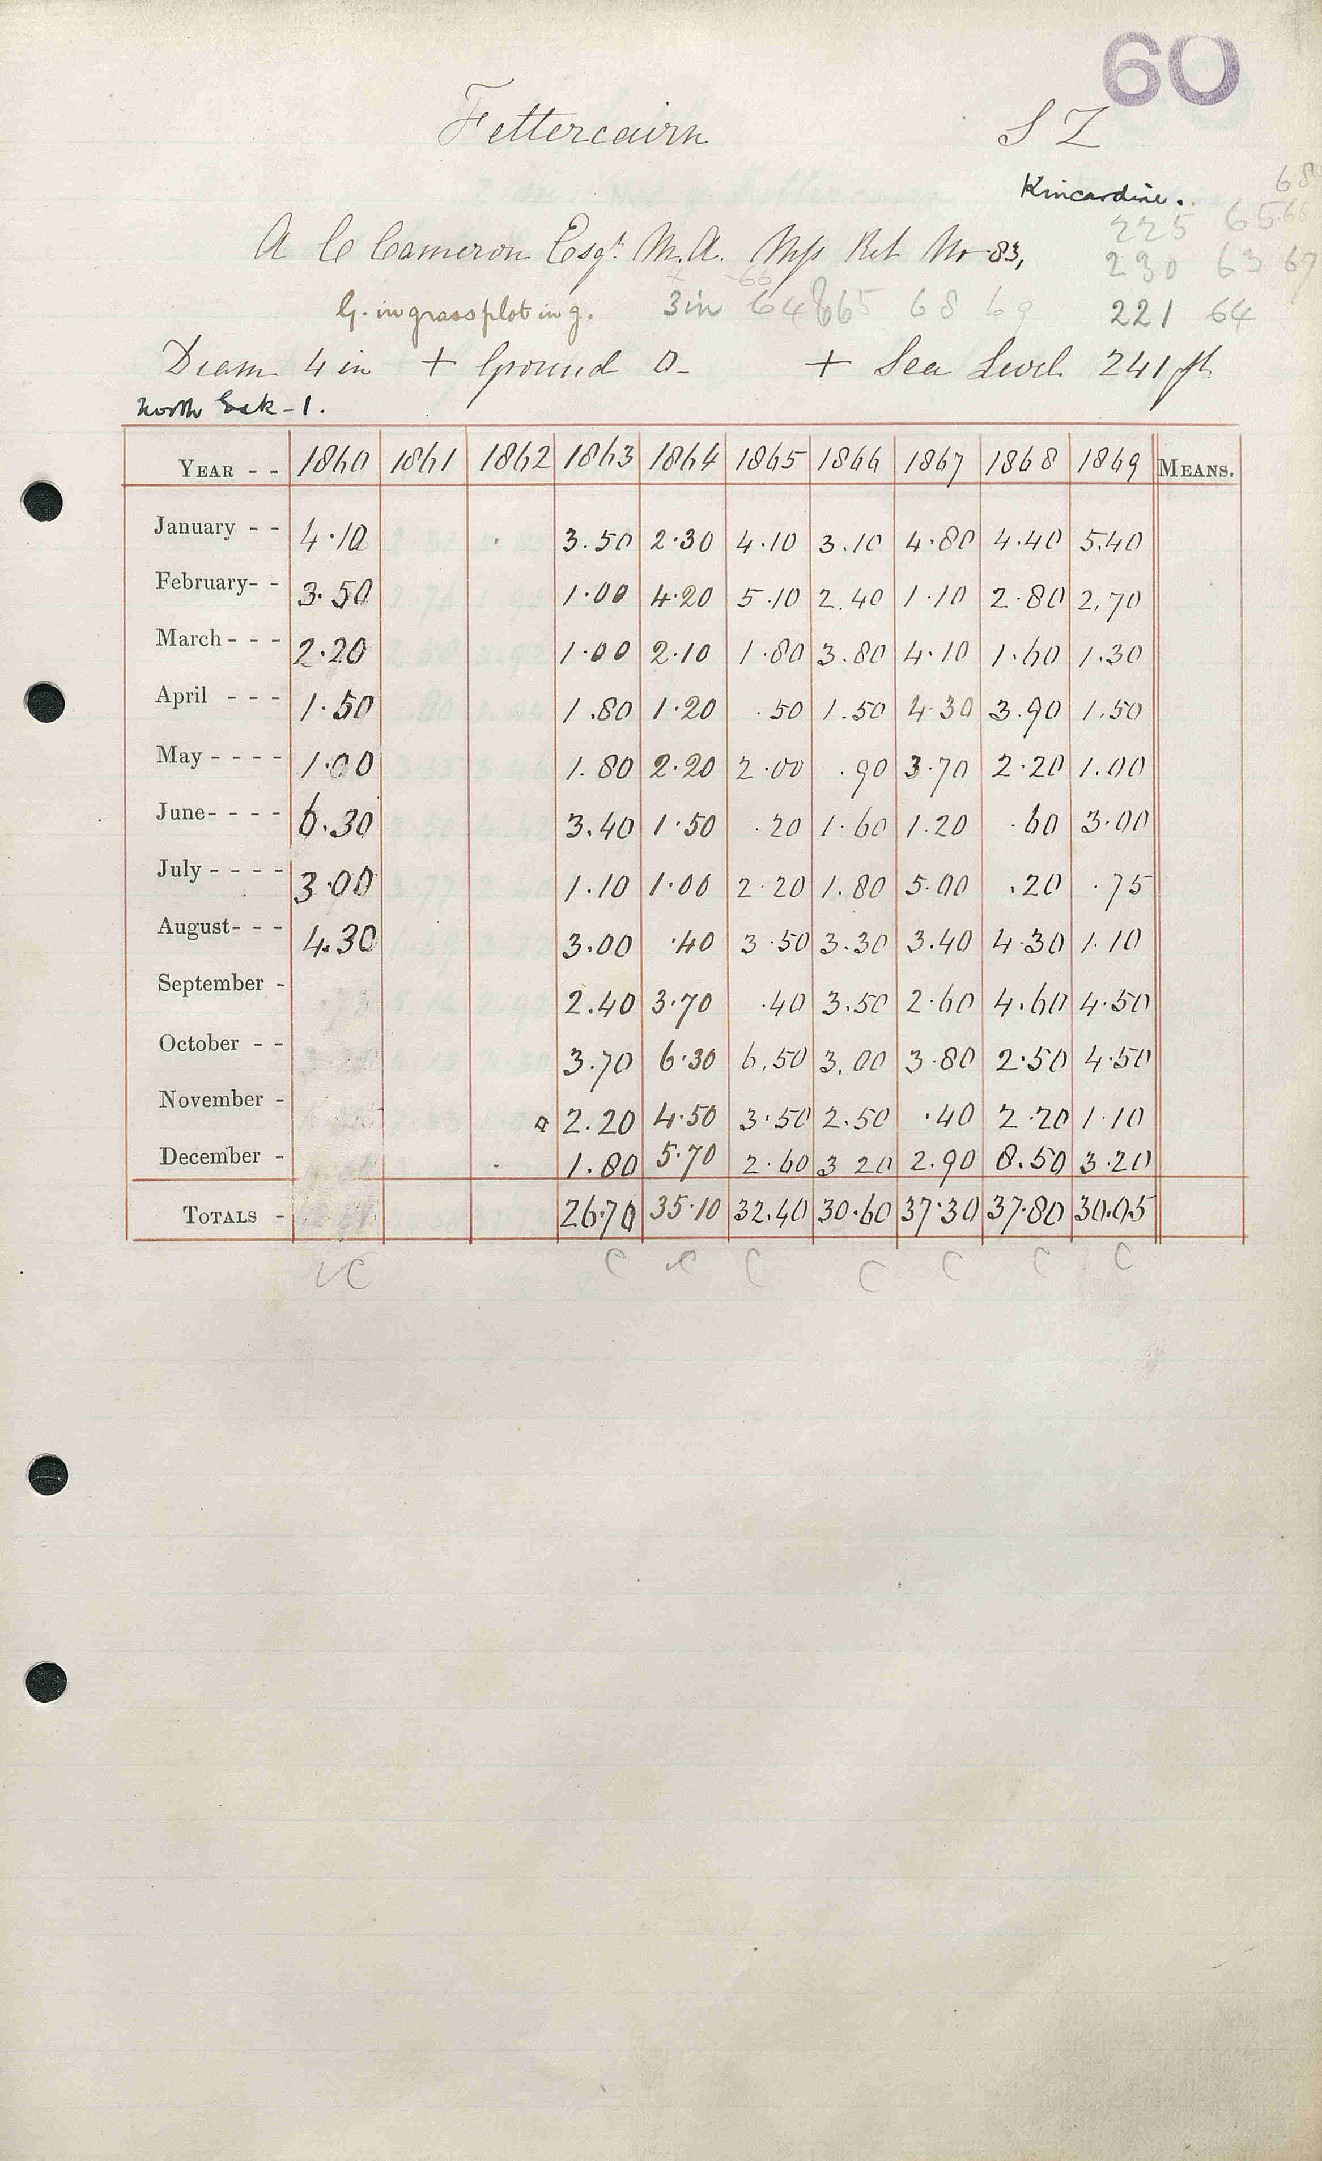 60
Fettercairn S Z
Kincardine.
68
225 65.66
A C Cameron Esqr M.A. Mss Ret No 83,
230 63 67
G. in grass plot in g. 3in 64 65 68 69 221 64
Diam 4 in + Ground 0- + Sea Level 241 ft
North Esk - 1.
YEAR - - 1860 1861 1862 1863 1864 1865 1866 1867 1868 1869 MEANS.
January - - 4.10 3.50 2.30 4.10 3.10 4.80 4.40 5.40
February- - 3.50 1.00 4.20 5.10 2.40 1.10 2.80 2.70
March - - - 2.20 1.00 2.10 1.80 3.80 4.10 1.60 1.30
April - - - 1.50 1.80 1.20 .50 1.50 4.30 3.90 1.50
May - - - - 1.00 1.80 2.20 2.00 .90 3.70 2.20 1.00
June- - - - 6.30 3.40 1.50 .20 1.60 1.20 .60 3.00
July - - - - 3.00 1.10 1.00 2.20 1.80 5.00 .20 .75
August- - - 4.30 3.00 .40 3.50 3.30 3.40 4.30 1.10
September - 2.40 3.70 .40 3.50 2.60 4.60 4.50
October - - 3.70 6.30 6.50 3.00 3.80 2.50 4.50
November - 2.20 4.50 3.50 2.50 .40 2.20 1.10
December - 1.80 5.70 2.60 3.20 2.90 8.50 3.20
TOTALS - 26.70 35.10 32.40 30.60 37.30 37.80 30.05
C C C C C C C C